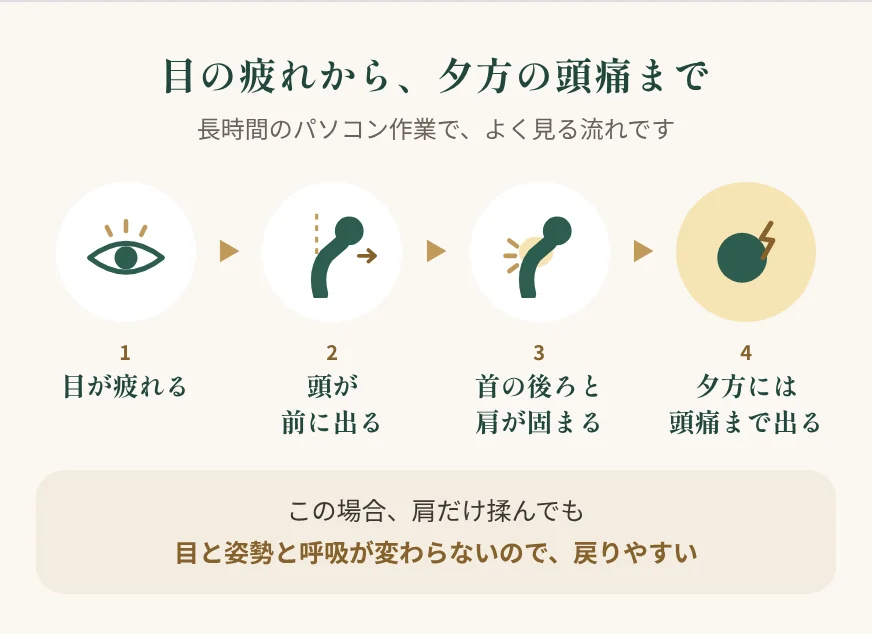 目の疲れから、夕方の頭痛まで
長時間のパソコン作業で、よく見る流れです
1
目が疲れる
2
頭が
前に出る
3
首の後ろと
肩が固まる
4
夕方には
頭痛まで出る
この場合、肩だけ揉んでも
目と姿勢と呼吸が変わらないので、戻りやすい